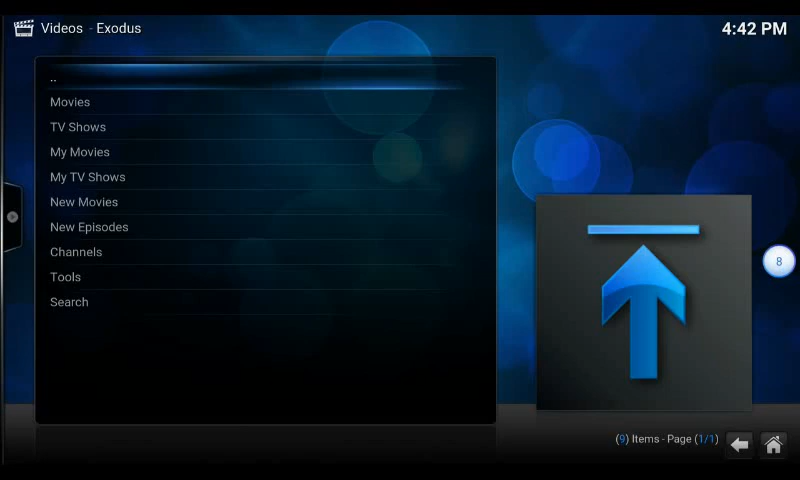 Videos - Exodus
4:42 PM
..
Movies
TV Shows
My Movies
My TV Shows
New Movies
New Episodes
Channels
Tools
Search
8
(9) Items - Page (1/1)